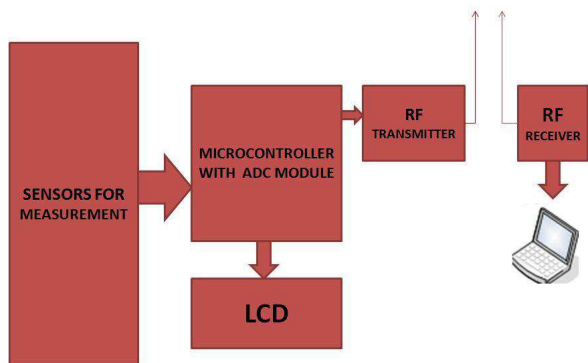 SENSORS FOR
MEASUREMENT
MICROCONTROLLER
WITH ADC MODULE
LCD
RF
TRANSMITTER
RF
RECEIVER